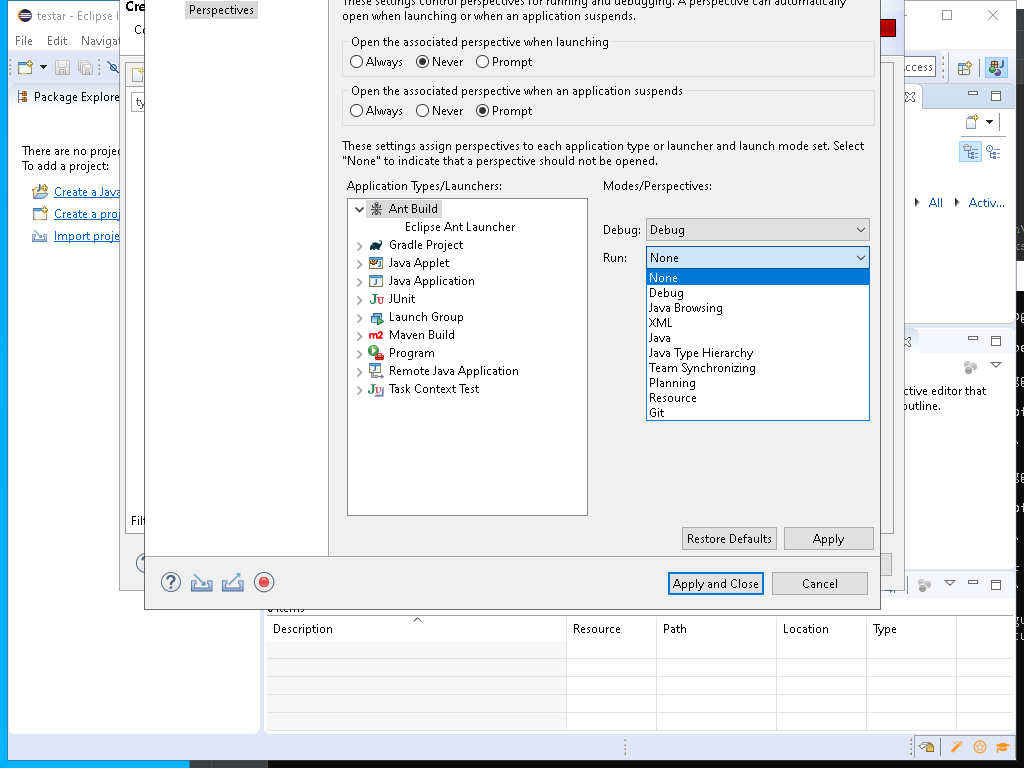 testar - Eclipse
File Edit Navigat
Perspectives
These settings control perspectives for running and debugging. A perspective can automatically
open when launching or when an application suspends.
Open the associated perspective when launching
Always Never Prompt
Open the associated perspective when an application suspends
Always Never Prompt
These settings assign perspectives to each application type or launcher and launch mode set. Select
"None" to indicate that a perspective should not be opened.
Application Types/Launchers:
Ant Build
Eclipse Ant Launcher
Gradle Project
Java Applet
Java Application
JUnit
Launch Group
Maven Build
Program
Remote Java Application
Task Context Test
Modes/Perspectives:
Debug: Debug
Run: None
None
Debug
Java Browsing
XML
Java
Java Type Hierarchy
Team Synchronizing
Planning
Resource
Git
Restore Defaults Apply
Apply and Close Cancel
Package Explore
There are no projec
To add a project:
Create a Java
Create a proj
Import proje
ccess
All Activ...
ctive editor that
outline.
Description Resource Path Location Type